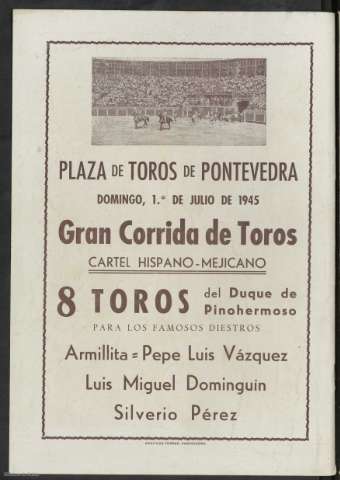 PLAZA DE TOROS DE PONTEVEDRA
DOMINGO, 1.º DE JULIO DE 1945
Gran Corrida de Toros
CARTEL HISPANO-MEJICANO
8 TOROS del Duque de Pinohermoso
PARA LOS FAMOSOS DIESTROS
Armillita = Pepe Luis Vázquez
Luis Miguel Dominguín
Silverio Pérez